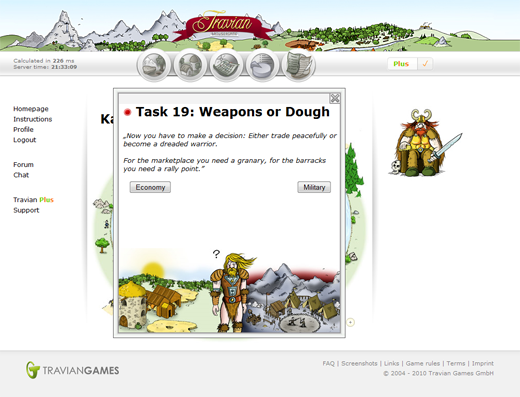 Travian
Calculated in 226 ms
Server time: 21:33:09
Plus
Homepage
Instructions
Profile
Logout
Forum
Chat
Travian Plus
Support
Ka
Task 19: Weapons or Dough
„Now you have to make a decision: Either trade peacefully or
become a dreaded warrior.
For the marketplace you need a granary, for the barracks
you need a rally point.”
Economy
Military
?
TRAVIANGAMES
FAQ | Screenshots | Links | Game rules | Terms | Imprint
© 2004 - 2010 Travian Games GmbH